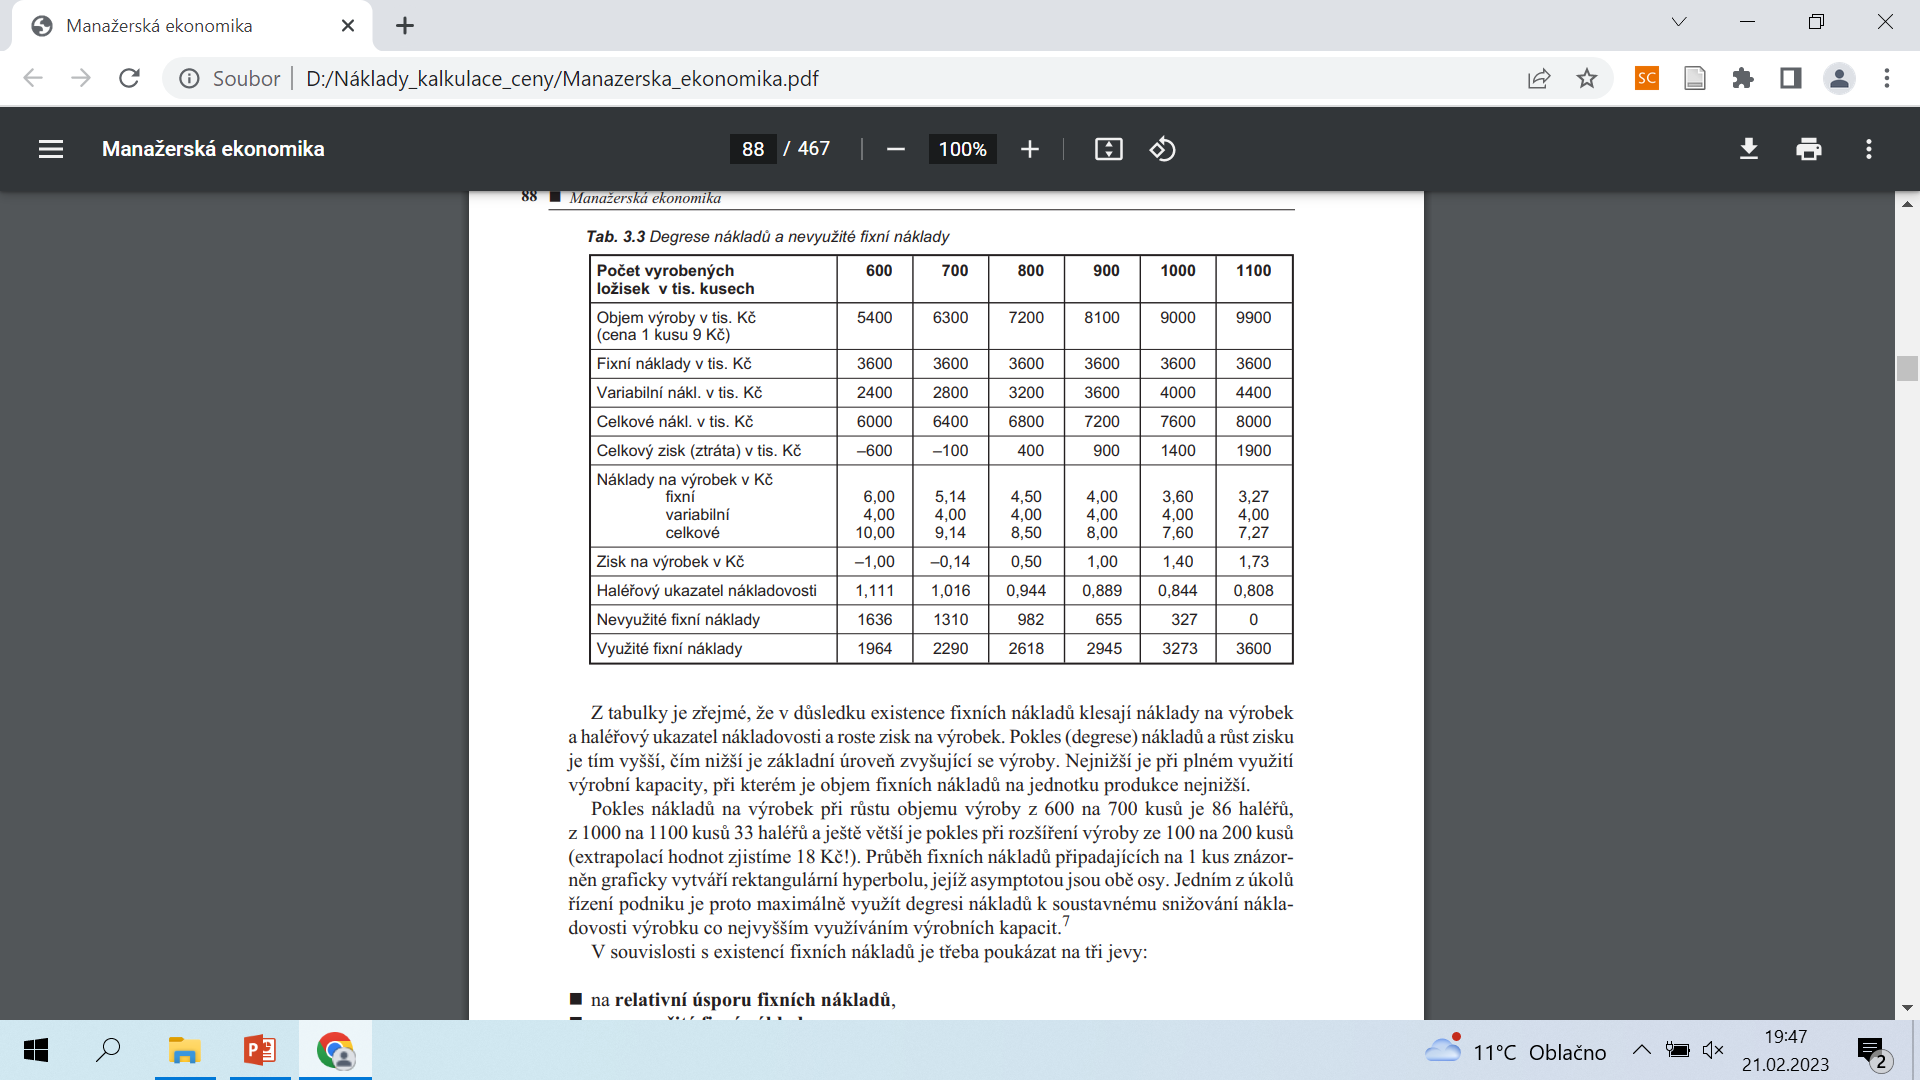 Manažerská ekonomika
Soubor
D:/Náklady_kalkulace_ceny/Manazerska_ekonomika.pdf
SC
Manažerská ekonomika
88 / 467
100%
88 ■ Manažerská ekonomika
Tab. 3.3 Degrese nákladů a nevyužité fixní náklady
Počet vyrobených 600 700 800 900 1000 1100
ložisek v tis. kusech
Objem výroby v tis. Kč 5400 6300 7200 8100 9000 9900
(cena 1 kusu 9 Kč)
Fixní náklady v tis. Kč 3600 3600 3600 3600 3600 3600
Variabilní nákl. v tis. Kč 2400 2800 3200 3600 4000 4400
Celkové nákl. v tis. Kč 6000 6400 6800 7200 7600 8000
Celkový zisk (ztráta) v tis. Kč –600 –100 400 900 1400 1900
Náklady na výrobek v Kč
fixní 6,00 5,14 4,50 4,00 3,60 3,27
variabilní 4,00 4,00 4,00 4,00 4,00 4,00
celkové 10,00 9,14 8,50 8,00 7,60 7,27
Zisk na výrobek v Kč –1,00 –0,14 0,50 1,00 1,40 1,73
Haléřový ukazatel nákladovosti 1,111 1,016 0,944 0,889 0,844 0,808
Nevyužité fixní náklady 1636 1310 982 655 327 0
Využité fixní náklady 1964 2290 2618 2945 3273 3600
Z tabulky je zřejmé, že v důsledku existence fixních nákladů klesají náklady na výrobek
a haléřový ukazatel nákladovosti a roste zisk na výrobek. Pokles (degrese) nákladů a růst zisku
je tím vyšší, čím nižší je základní úroveň zvyšující se výroby. Nejnižší je při plném využití
výrobní kapacity, při kterém je objem fixních nákladů na jednotku produkce nejnižší.
Pokles nákladů na výrobek při růstu objemu výroby z 600 na 700 kusů je 86 haléřů,
z 1000 na 1100 kusů 33 haléřů a ještě větší je pokles při rozšíření výroby ze 100 na 200 kusů
(extrapolací hodnot zjistíme 18 Kč!). Průběh fixních nákladů připadajících na 1 kus znázor-
něn graficky vytváří rektangulární hyperbolu, jejíž asymptotou jsou obě osy. Jedním z úkolů
řízení podniku je proto maximálně využít degresi nákladů k soustavnému snižování nákla-
dovosti výrobku co nejvyšším využíváním výrobních kapacit.7
V souvislosti s existencí fixních nákladů je třeba poukázat na tři jevy:
■ na relativní úsporu fixních nákladů,
11°C Oblačno
19:47
21.02.2023
2